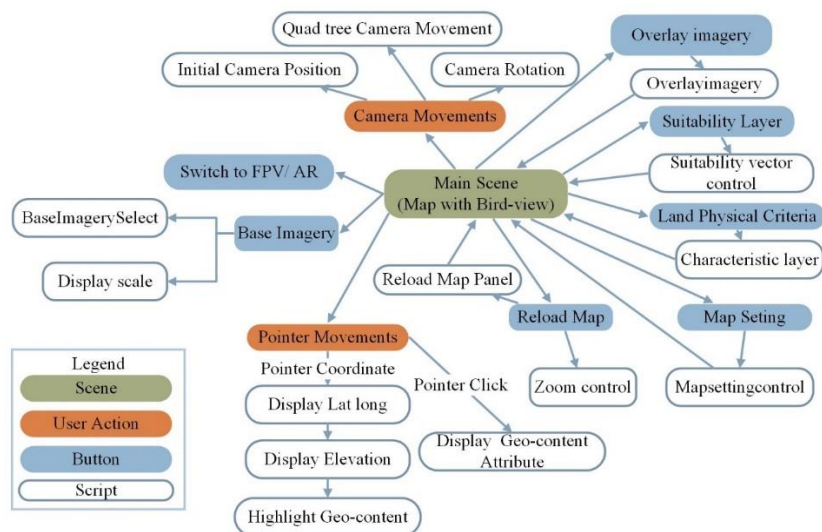 Quad tree Camera Movement
Overlay imagery
Initial Camera Position
Camera Rotation
Overlayimagery
Camera Movements
Suitability Layer
Switch to FPV/ AR
Main Scene
(Map with Bird-view)
Suitability vector
control
BaseImagerySelect
Base Imagery
Land Physical Criteria
Characteristic layer
Display scale
Reload Map Panel
Reload Map
Map Seting
Pointer Movements
Pointer Coordinate
Pointer Click
Zoom control
Mapsettingcontrol
Display Lat long
Display Geo-content
Attribute
Display Elevation
Highlight Geo-content
Legend
Scene
User Action
Button
Script